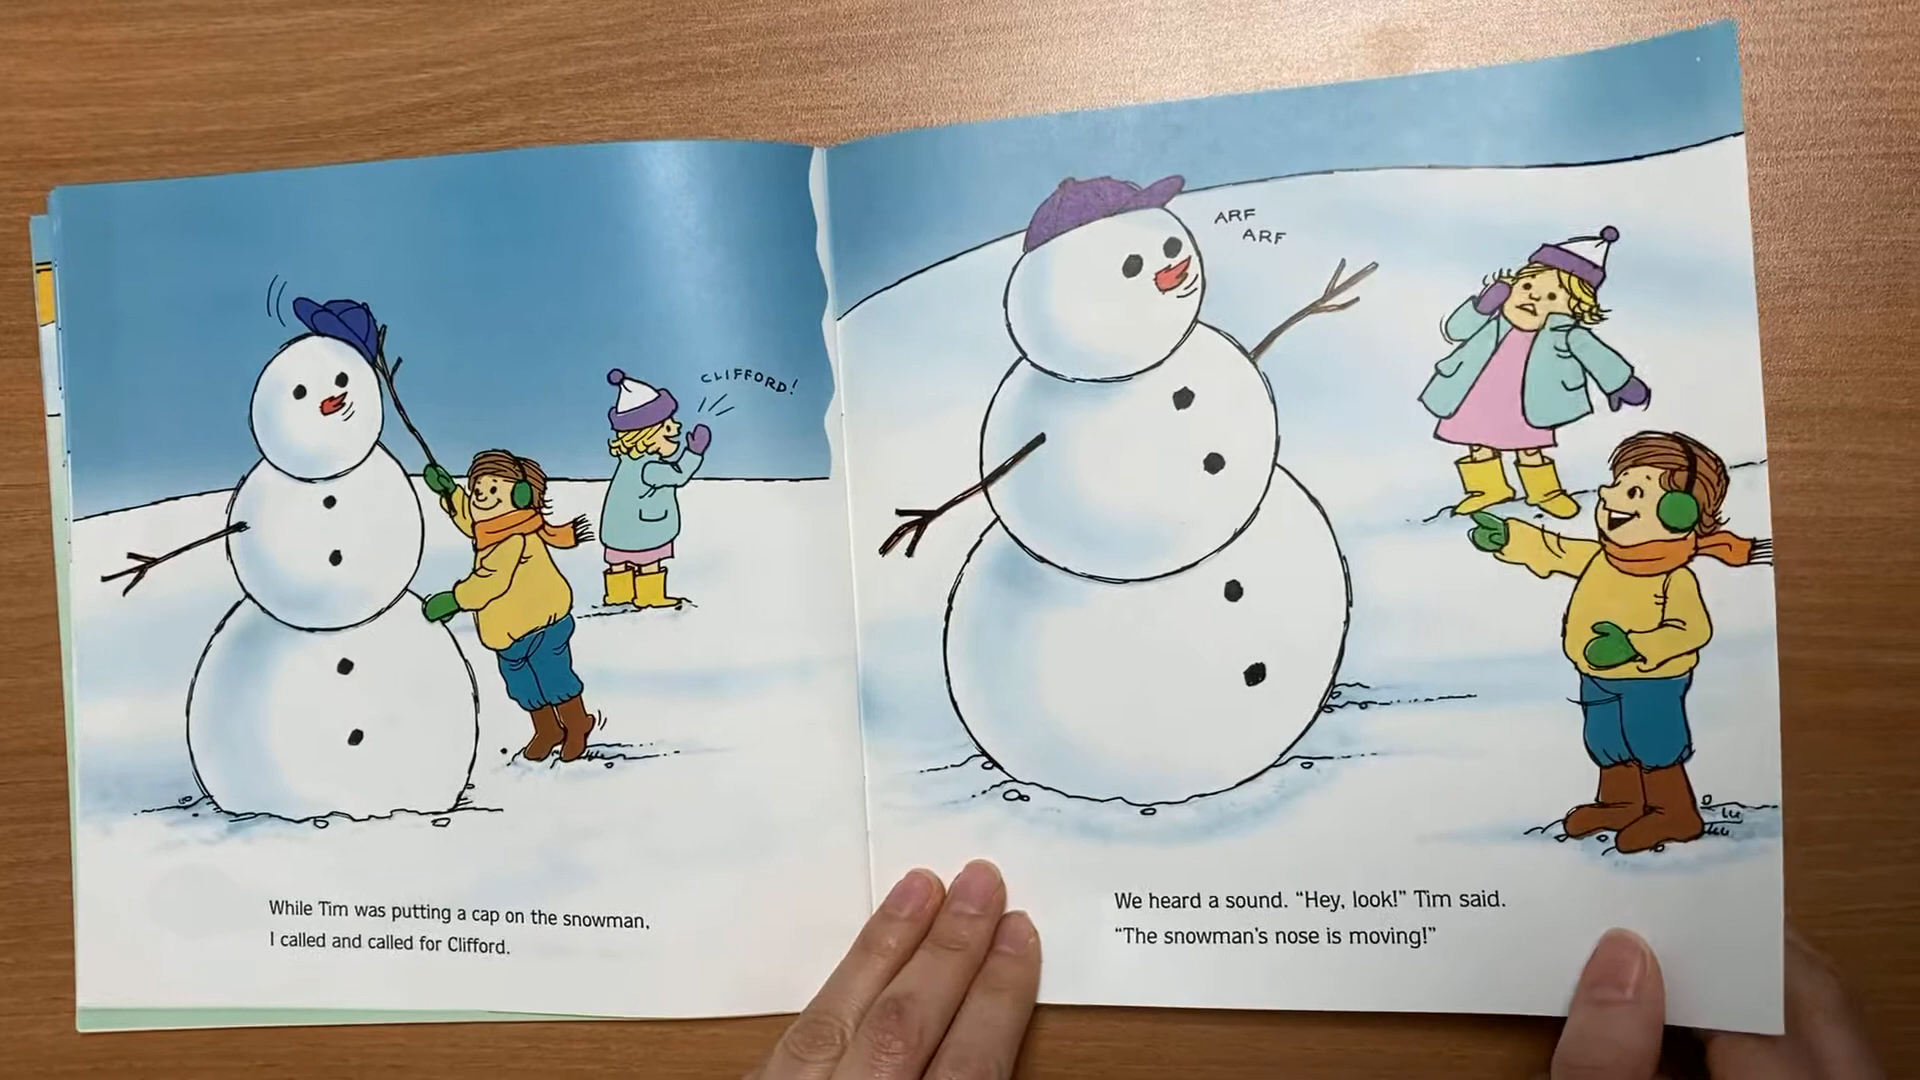 CLIFFORD!
While Tim was putting a cap on the snowman,
I called and called for Clifford.
ARF
ARF
We heard a sound. “Hey, look!” Tim said.
“The snowman’s nose is moving!”